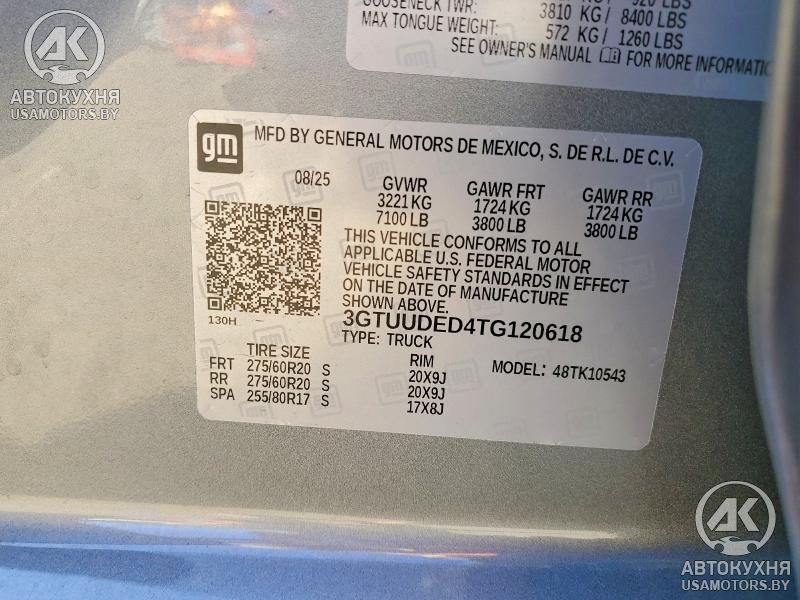 GOOSENECK TWR: 3810 KG / 8400 LBS
MAX TONGUE WEIGHT: 572 KG / 1260 LBS
SEE OWNER'S MANUAL FOR MORE INFORMATION
AK
АВТОКУХНЯ
USAMOTORS.BY
gm
MFD BY GENERAL MOTORS DE MEXICO, S. DE R.L. DE C.V.
08/25 GVWR GAWR FRT GAWR RR
3221 KG 1724 KG 1724 KG
7100 LB 3800 LB 3800 LB
THIS VEHICLE CONFORMS TO ALL
APPLICABLE U.S. FEDERAL MOTOR
VEHICLE SAFETY STANDARDS IN EFFECT
ON THE DATE OF MANUFACTURE
SHOWN ABOVE.
130H
3GTUUDED4TG120618
TYPE: TRUCK
TIRE SIZE RIM MODEL: 48TK10543
FRT 275/60R20 S 20X9J
RR 275/60R20 S 20X9J
SPA 255/80R17 S 17X8J
AK
АВТОКУХНЯ
USAMOTORS.BY